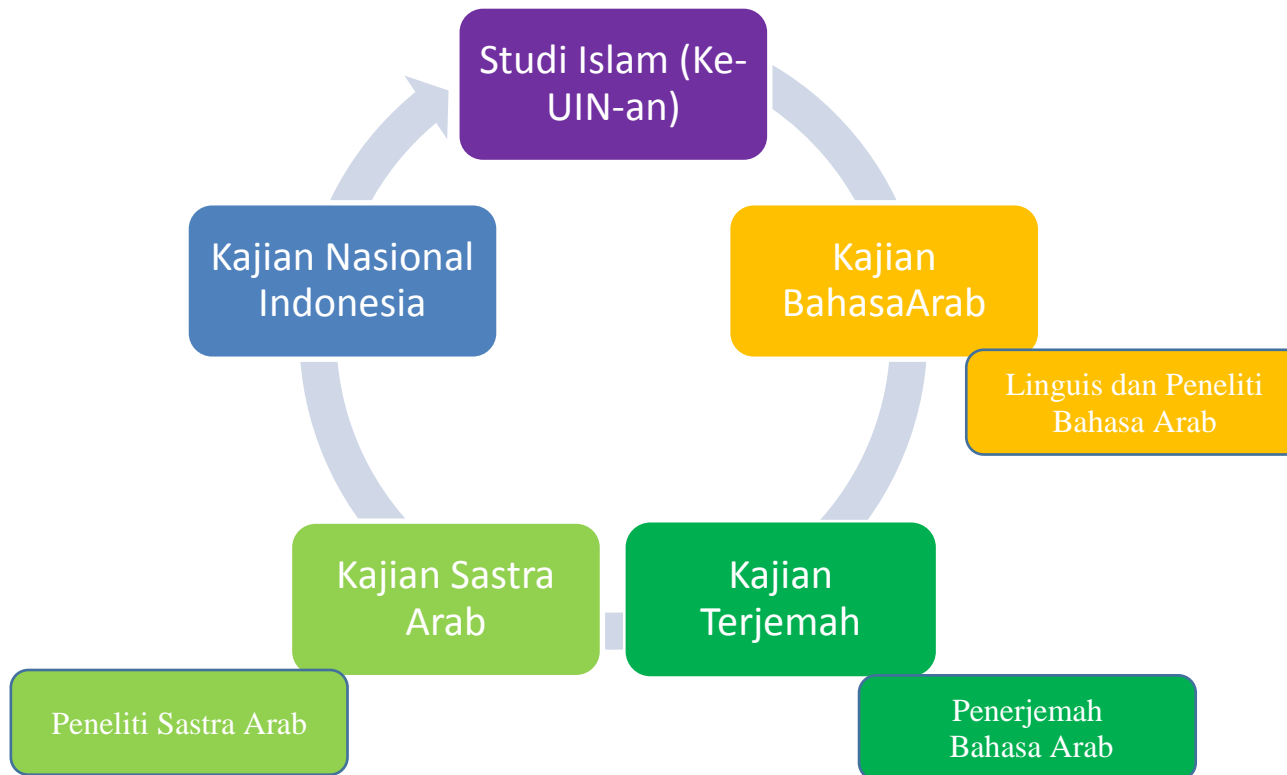 Studi Islam (Ke-
UIN-an)
Kajian
BahasaArab
Linguis dan Peneliti
Bahasa Arab
Kajian
Terjemah
Penerjemah
Bahasa Arab
Kajian Sastra
Arab
Peneliti Sastra Arab
Kajian Nasional
Indonesia